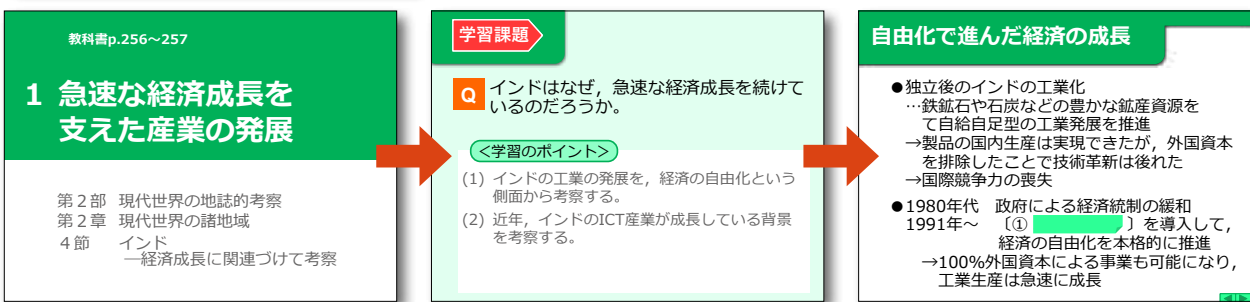 教科書p.256～257
1 急速な経済成長を
支えた産業の発展
第２部 現代世界の地誌的考察
第２章 現代世界の諸地域
４節 インド
―経済成長に関連づけて考察
学習課題
Q インドはなぜ，急速な経済成長を続けて
いるのだろうか。
＜学習のポイント＞
(1) インドの工業の発展を，経済の自由化という
側面から考察する。
(2) 近年，インドのICT産業が成長している背景
を考察する。
自由化で進んだ経済の成長
●独立後のインドの工業化
…鉄鉱石や石炭などの豊かな鉱産資源を
て自給自足型の工業発展を推進
→製品の国内生産は実現できたが，外国資本
を排除したことで技術革新は後れた
→国際競争力の喪失
●1980年代 政府による経済統制の緩和
1991年～ 〔① 〕を導入して，
経済の自由化を本格的に推進
→100%外国資本による事業も可能になり，
工業生産は急速に成長